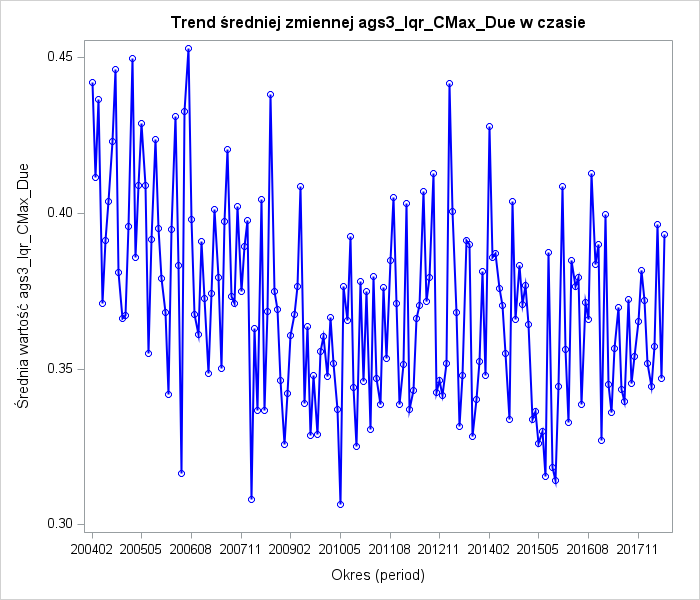 Trend średniej zmiennej ags3_Iqr_CMax_Due w czasie
Średnia wartość ags3_Iqr_CMax_Due
0.45
0.40
0.35
0.30
200402 200505 200608 200711 200902 201005 201108 201211 201402 201505 201608 201711
Okres (period)